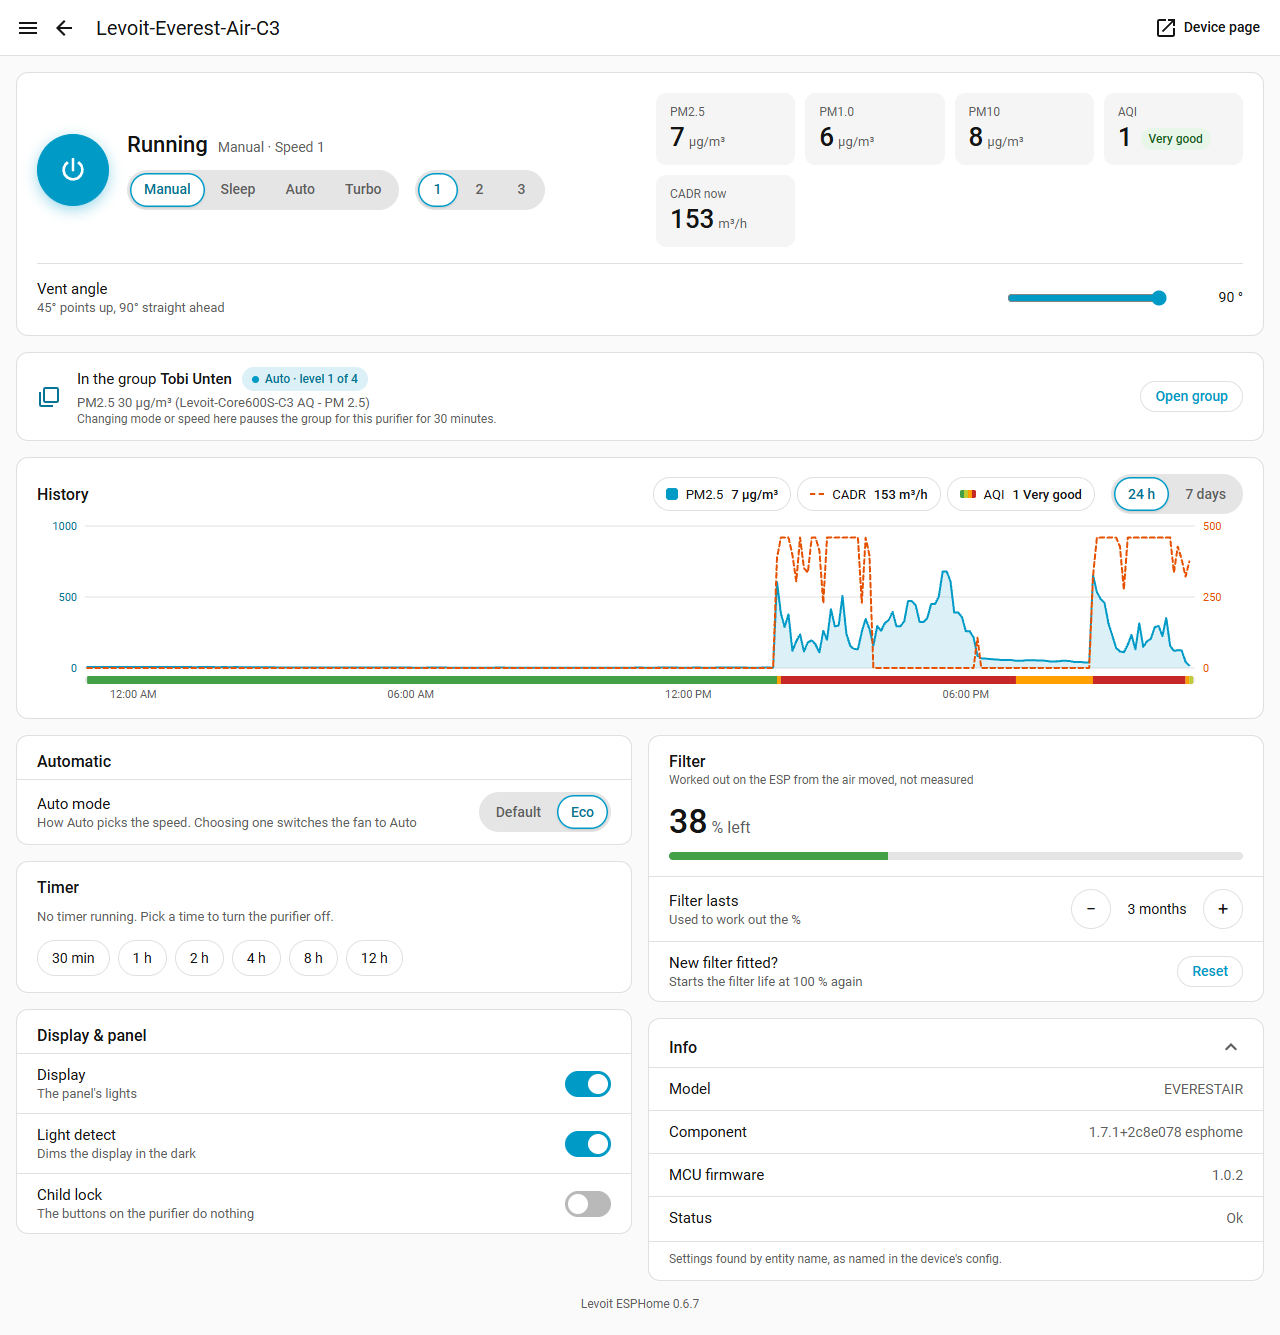 Levoit-Everest-Air-C3
Device page
Running Manual · Speed 1
Manual Sleep Auto Turbo 1 2 3
PM2.5
7 µg/m³
PM1.0
6 µg/m³
PM10
8 µg/m³
AQI
1 Very good
CADR now
153 m³/h
Vent angle
45° points up, 90° straight ahead
90 °
In the group Tobi Unten Auto · level 1 of 4
PM2.5 30 µg/m³ (Levoit-Core600S-C3 AQ - PM 2.5)
Changing mode or speed here pauses the group for this purifier for 30 minutes.
Open group
History
PM2.5 7 µg/m³ CADR 153 m³/h AQI 1 Very good 24 h 7 days
1000 500
500 250
0 0
12:00 AM 06:00 AM 12:00 PM 06:00 PM
Automatic
Auto mode
How Auto picks the speed. Choosing one switches the fan to Auto
Default Eco
Timer
No timer running. Pick a time to turn the purifier off.
30 min 1 h 2 h 4 h 8 h 12 h
Display & panel
Display
The panel's lights
Light detect
Dims the display in the dark
Child lock
The buttons on the purifier do nothing
Filter
Worked out on the ESP from the air moved, not measured
38 % left
Filter lasts
Used to work out the %
− 3 months +
New filter fitted?
Starts the filter life at 100 % again
Reset
Info
Model EVERESTAIR
Component 1.7.1+2c8e078 esphome
MCU firmware 1.0.2
Status Ok
Settings found by entity name, as named in the device's config.
Levoit ESPHome 0.6.7